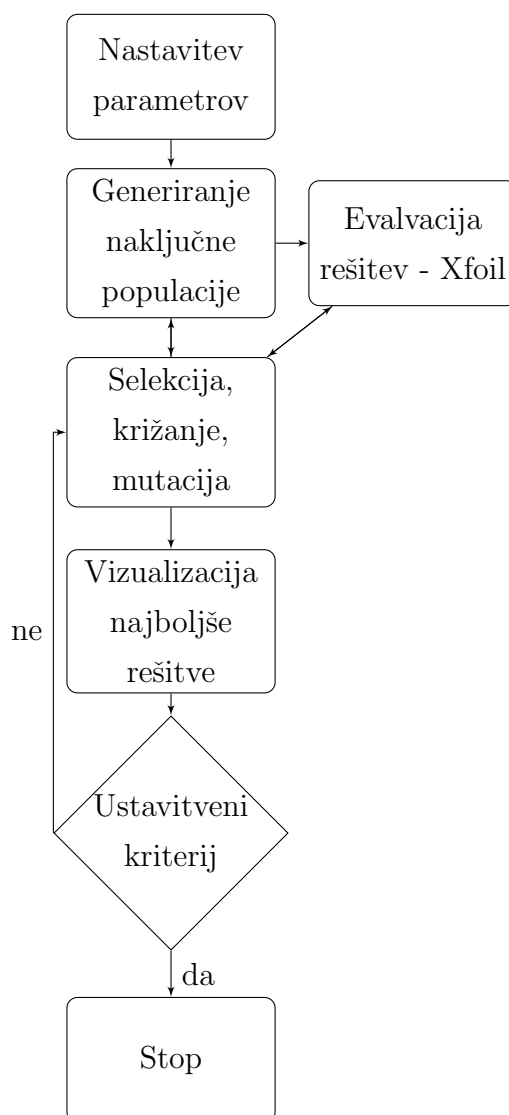 Nastavitev
parametrov
Generiranje
naključne
populacije
Evalvacija
rešitev - Xfoil
Selekcija,
križanje,
mutacija
Vizualizacija
najboljše
rešitve
ne
Ustavitveni
kriterij
da
Stop